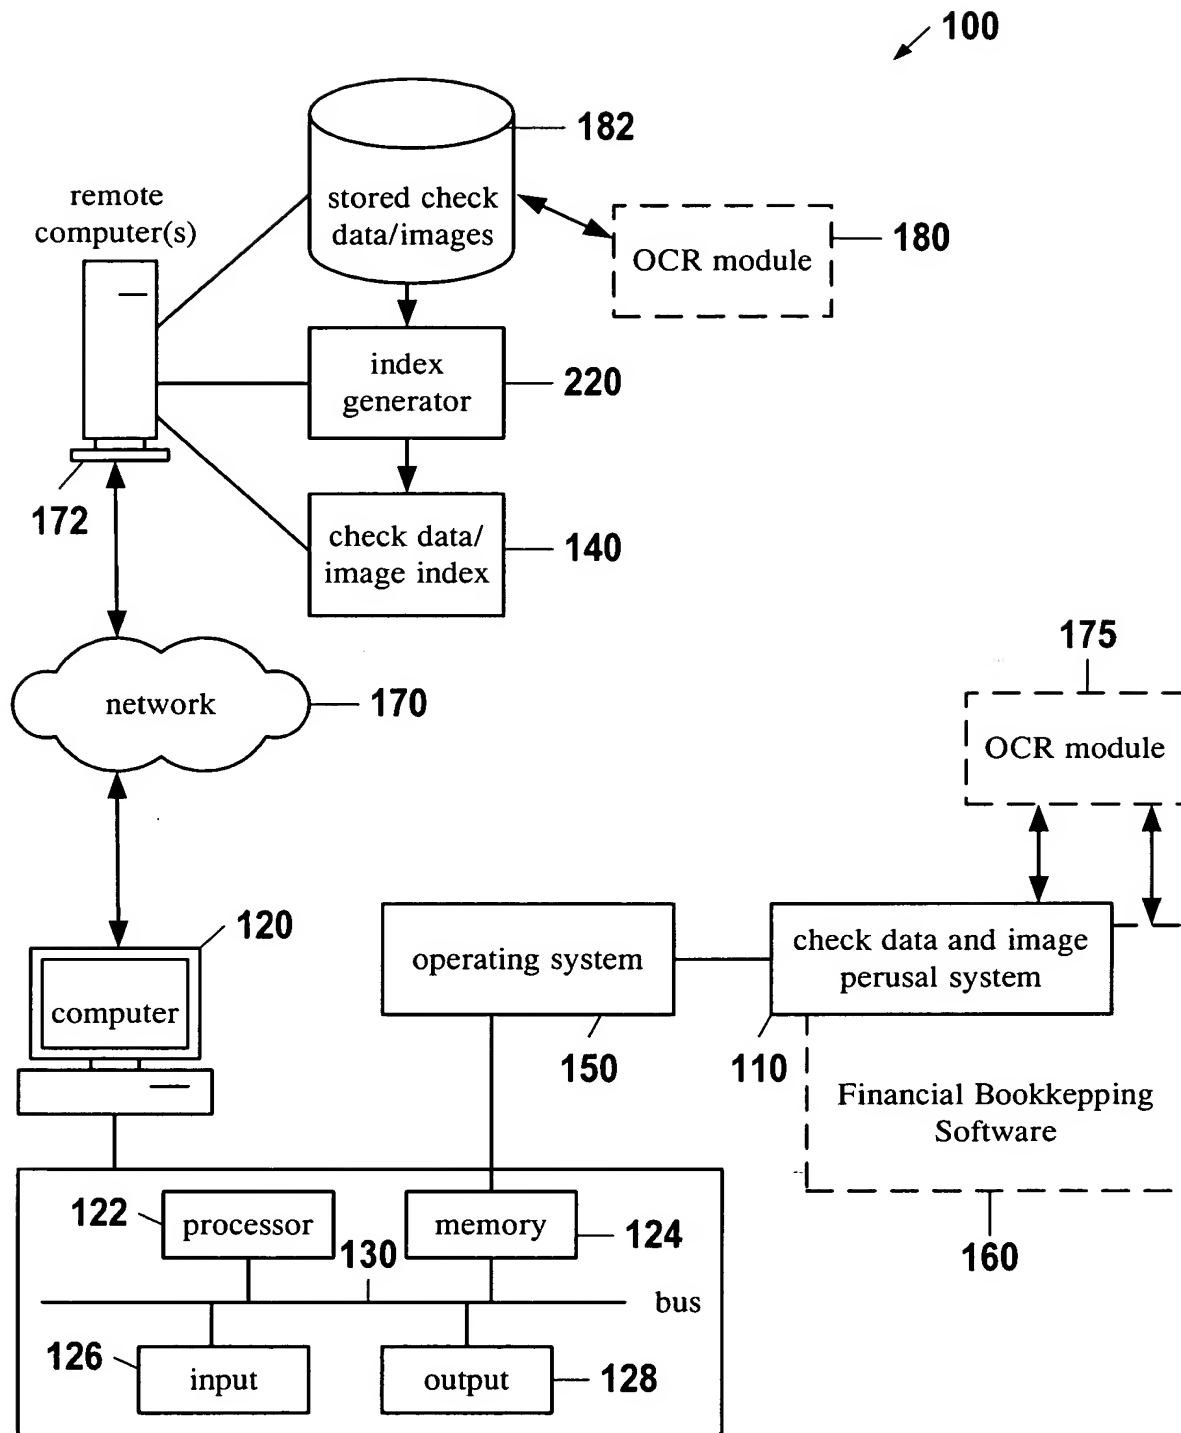 100
182
stored check
data/images
remote
computer(s)
OCR module
180
index
generator
220
172
check data/
image index
140
175
network
170
OCR module
120
computer
operating system
check data and image
perusal system
150
110
Financial Bookkepping
Software
122
processor
memory
124
130
160
bus
126
input
output
128